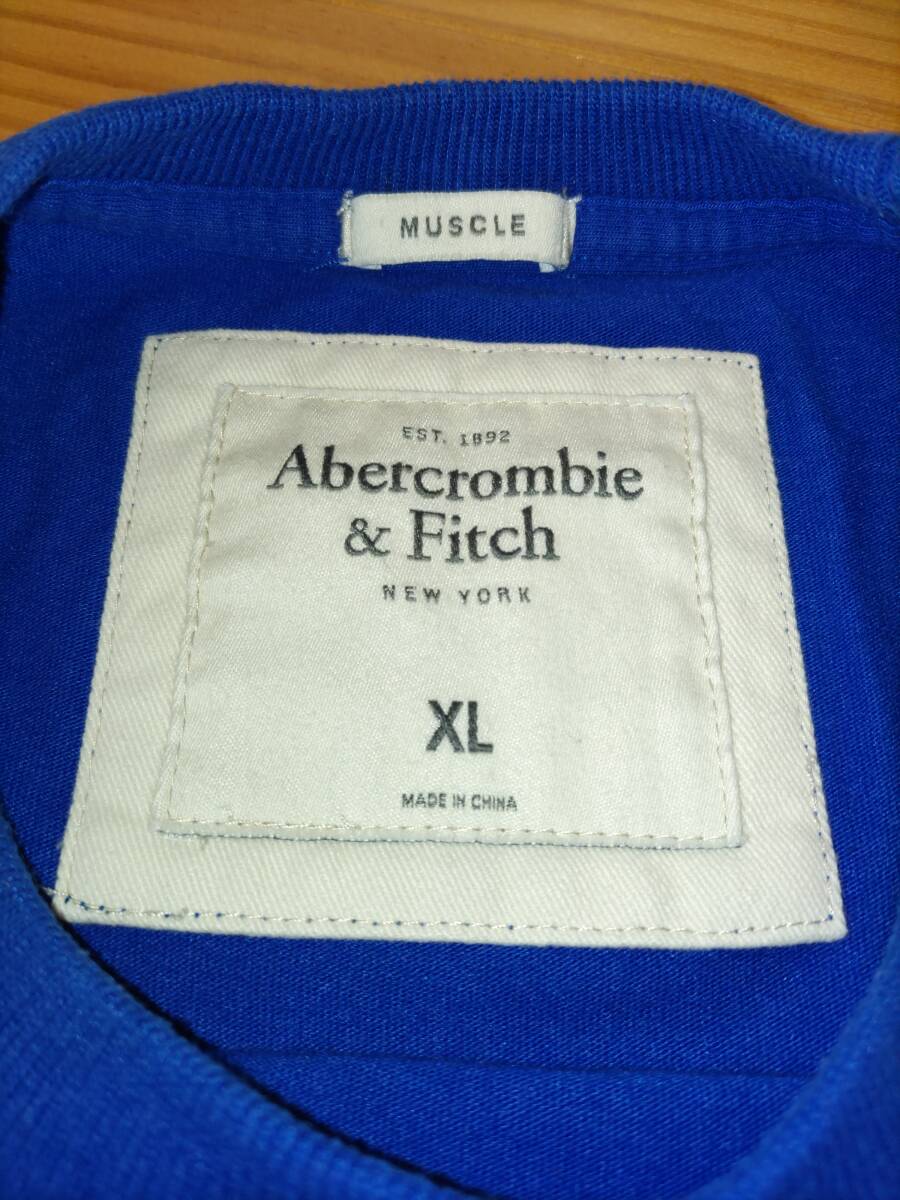 MUSCLE
EST. 1892
Abercrombie
& Fitch
NEW YORK
XL
MADE IN CHINA